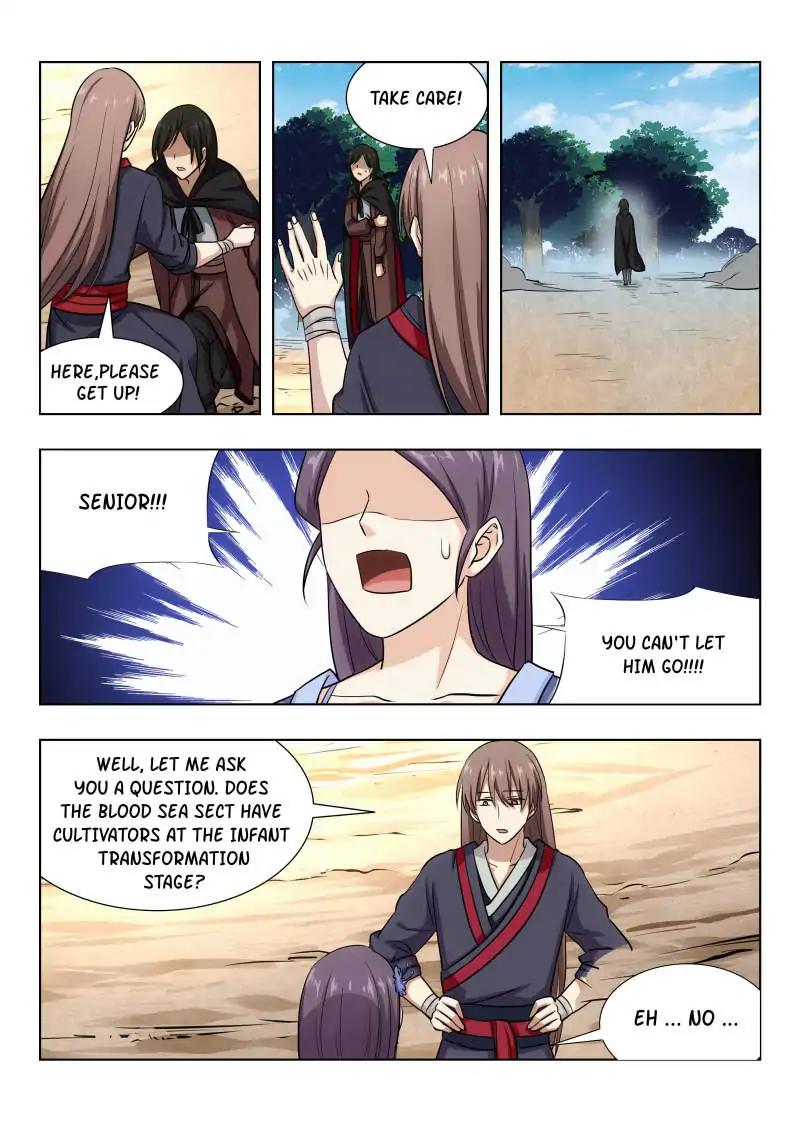 HERE,PLEASE
GET UP!
TAKE CARE!
SENIOR!!!
YOU CAN'T LET
HIM GO!!!!
WELL, LET ME ASK
YOU A QUESTION. DOES
THE BLOOD SEA SECT HAVE
CULTIVATORS AT THE INFANT
TRANSFORMATION
STAGE?
EH ... NO ...